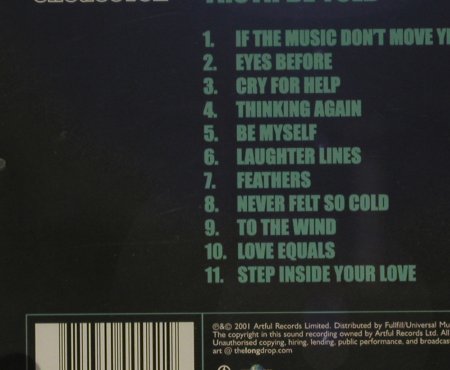 1. IF THE MUSIC DON'T MOVE
2. EYES BEFORE
3. CRY FOR HELP
4. THINKING AGAIN
5. BE MYSELF
6. LAUGHTER LINES
7. FEATHERS
8. NEVER FELT SO COLD
9. TO THE WIND
10. LOVE EQUALS
11. STEP INSIDE YOUR LOVE
℗&© 2001 Artful Records Limited. Distributed by Fullfill/Universal
The copyright in this sound recording owned by Artful Records Ltd. All
Unauthorised copying, hiring, lending, public performance, and
art @ thelongdrop.com